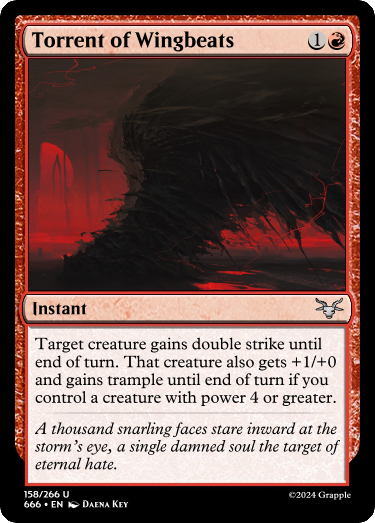 Torrent of Wingbeats 1
Instant
Target creature gains double strike until
end of turn. That creature also gets +1/+0
and gains trample until end of turn if you
control a creature with power 4 or greater.
A thousand snarling faces stare inward at the
storm's eye, a single damned soul the target of
eternal hate.
158/266 U
666 • EN Daena Key
©2024 Grapple